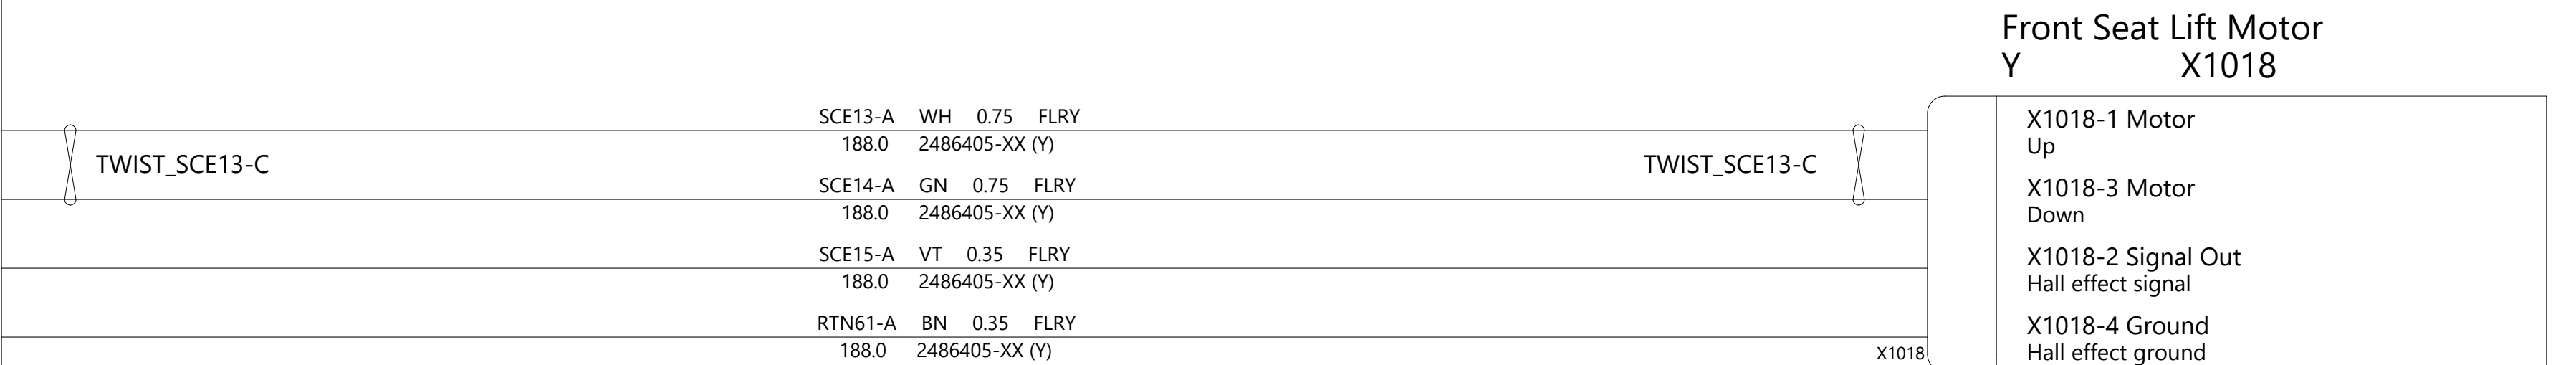 Front Seat Lift Motor
Y X1018
SCE13-A WH 0.75 FLRY
188.0 2486405-XX (Y)
TWIST_SCE13-C
TWIST_SCE13-C
SCE14-A GN 0.75 FLRY
188.0 2486405-XX (Y)
SCE15-A VT 0.35 FLRY
188.0 2486405-XX (Y)
RTN61-A BN 0.35 FLRY
188.0 2486405-XX (Y)
X1018
X1018-1 Motor
Up
X1018-3 Motor
Down
X1018-2 Signal Out
Hall effect signal
X1018-4 Ground
Hall effect ground